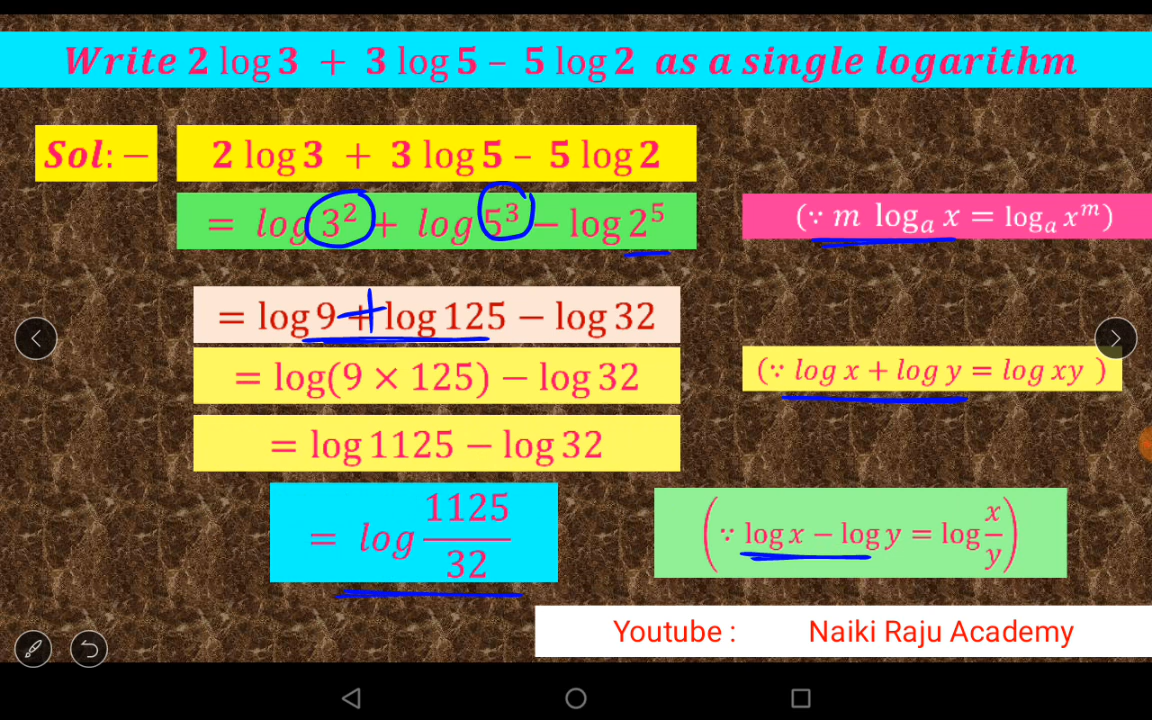 Write 2 log 3 + 3 log 5 – 5 log 2 as a single logarithm
Sol: – 2 log 3 + 3 log 5 – 5 log 2
= log 3² + log 5³ − log 2⁵
(∵ m logₐ x = logₐ xᵐ)
= log 9 + log 125 − log 32
= log(9 × 125) − log 32
(∵ log x + log y = log xy )
= log 1125 − log 32
= log 1125/32
(∵ log x − log y = log x/y)
Youtube : Naiki Raju Academy